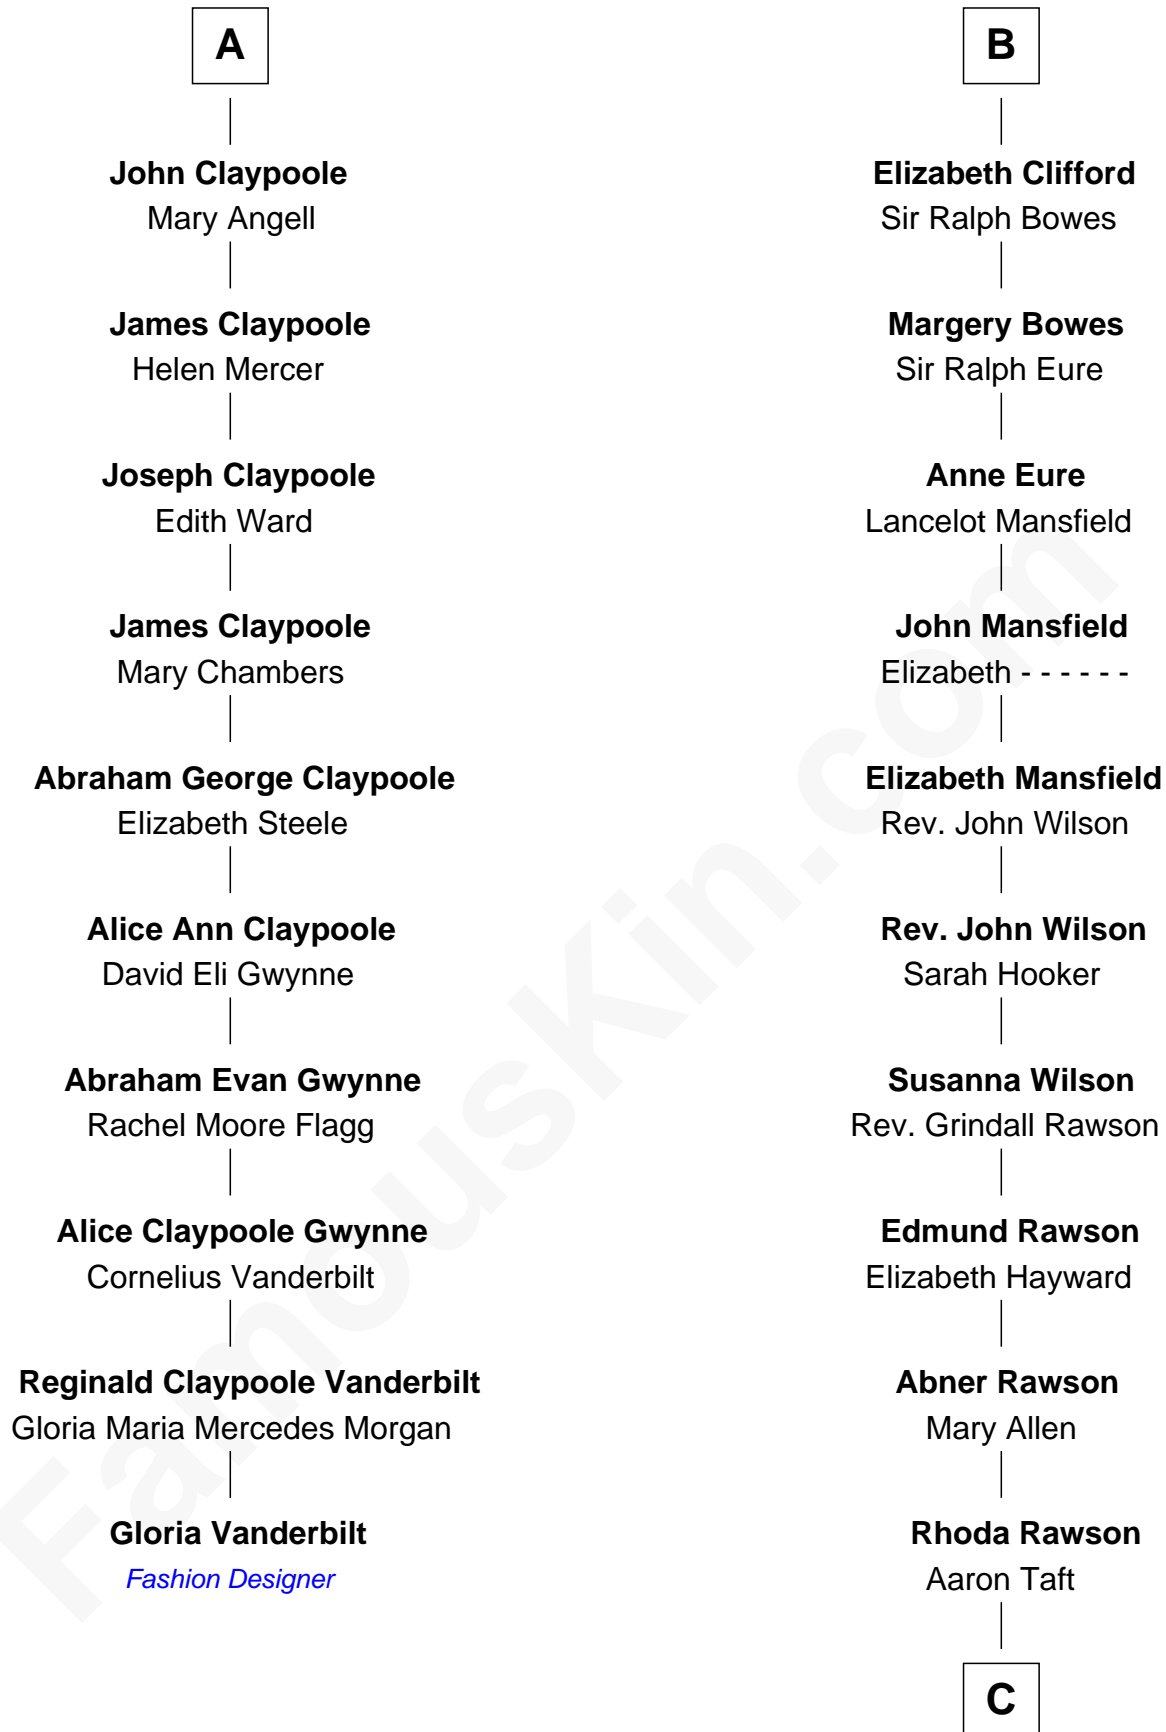 A
John Claypoole
Mary Angell
James Claypoole
Helen Mercer
Joseph Claypoole
Edith Ward
James Claypoole
Mary Chambers
Abraham George Claypoole
Elizabeth Steele
Alice Ann Claypoole
David Eli Gwynne
Abraham Evan Gwynne
Rachel Moore Flagg
Alice Claypoole Gwynne
Cornelius Vanderbilt
Reginald Claypoole Vanderbilt
Gloria Maria Mercedes Morgan
Gloria Vanderbilt
Fashion Designer
B
Elizabeth Clifford
Sir Ralph Bowes
Margery Bowes
Sir Ralph Eure
Anne Eure
Lancelot Mansfield
John Mansfield
Elizabeth - - - - - -
Elizabeth Mansfield
Rev. John Wilson
Rev. John Wilson
Sarah Hooker
Susanna Wilson
Rev. Grindall Rawson
Edmund Rawson
Elizabeth Hayward
Abner Rawson
Mary Allen
Rhoda Rawson
Aaron Taft
C
FamousKin.com